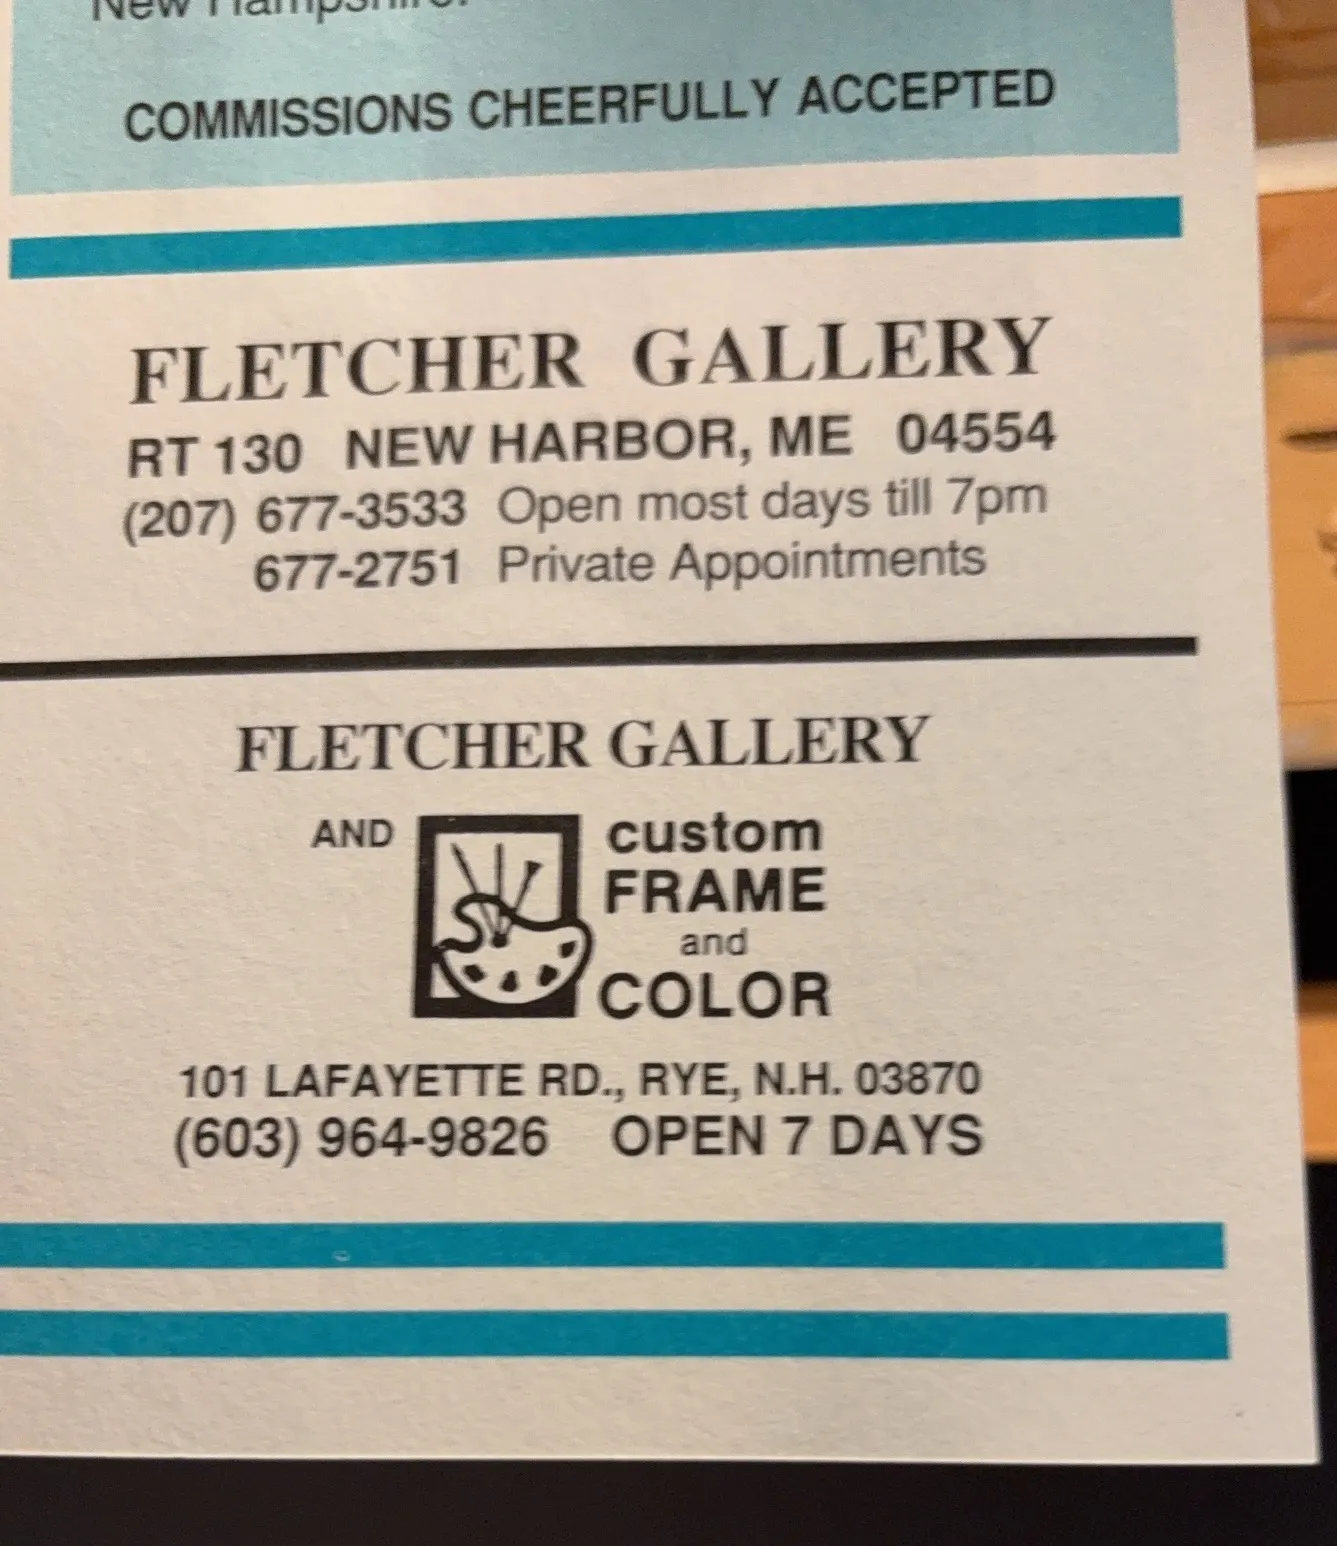 New Hampshire.
COMMISSIONS CHEERFULLY ACCEPTED
FLETCHER GALLERY
RT 130 NEW HARBOR, ME 04554
(207) 677-3533 Open most days till 7pm
677-2751 Private Appointments
FLETCHER GALLERY
AND custom
FRAME
and
COLOR
101 LAFAYETTE RD., RYE, N.H. 03870
(603) 964-9826 OPEN 7 DAYS